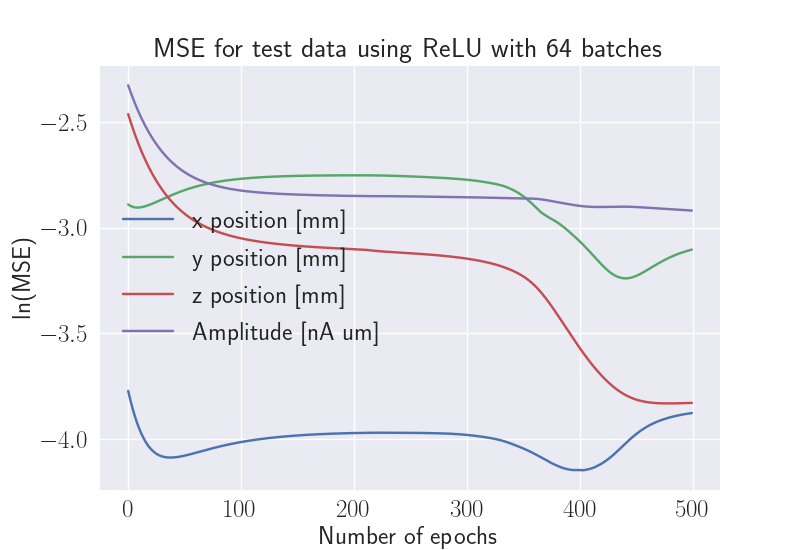 MSE for test data using ReLU with 64 batches
ln(MSE)
−2.5
−3.0
−3.5
−4.0
x position [mm]
y position [mm]
z position [mm]
Amplitude [nA um]
0 100 200 300 400 500
Number of epochs